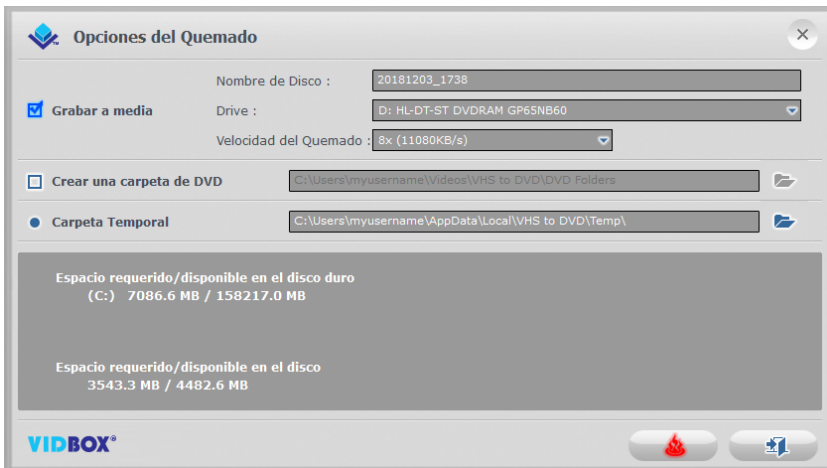 Opciones del Quemado
Nombre de Disco : 20181203_1738
Grabar a media Drive : D: HL-DT-ST DVDRAM GP65NB60
Velocidad del Quemado : 8x (11080KB/s)
Crear una carpeta de DVD C:\Users\myusername\Videos\VHS to DVD\DVD Folders
Carpeta Temporal C:\Users\myusername\AppData\Local\VHS to DVD\Temp\
Espacio requerido/disponible en el disco duro
(C:) 7086.6 MB / 158217.0 MB
Espacio requerido/disponible en el disco
3543.3 MB / 4482.6 MB
VIDBOX®